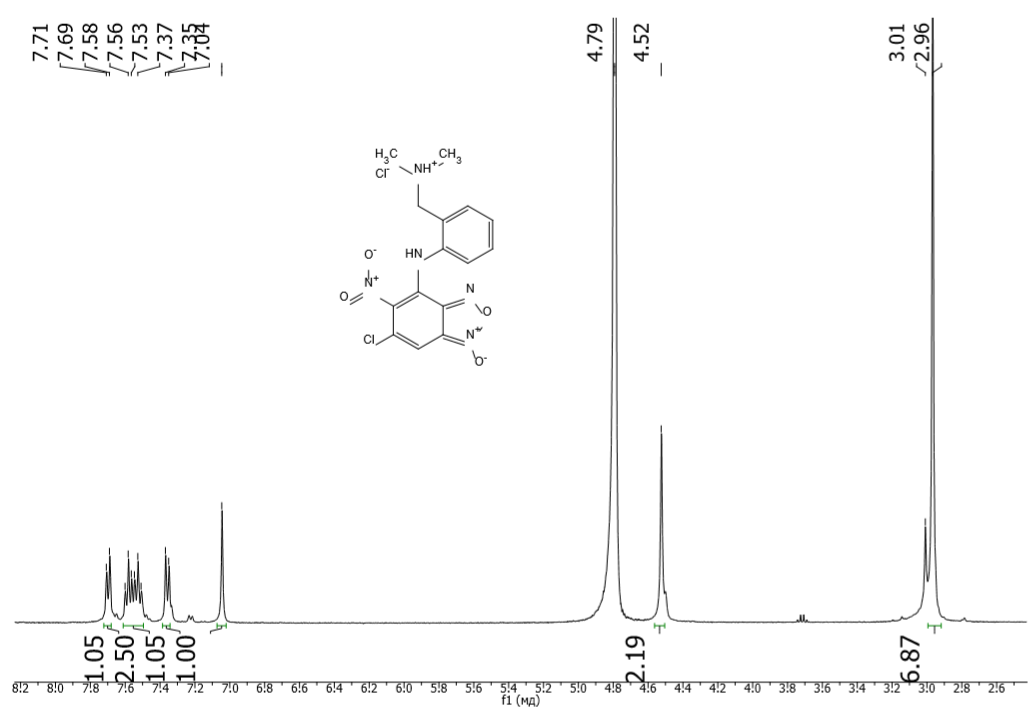 7.71 7.69 7.58 7.56 7.53 7.37 7.35 7.04 4.79 4.52 3.01 2.96
H3C CH3
Cl- NH+
O- HN
N+ N
O O
Cl N+
O-
1.05 2.50 1.05 1.00 2.19 6.87
8.2 8.0 7.8 7.6 7.4 7.2 7.0 6.8 6.6 6.4 6.2 6.0 5.8 5.6 5.4 5.2 5.0 4.8 4.6 4.4 4.2 4.0 3.8 3.6 3.4 3.2 3.0 2.8 2.6
f1 (мд)